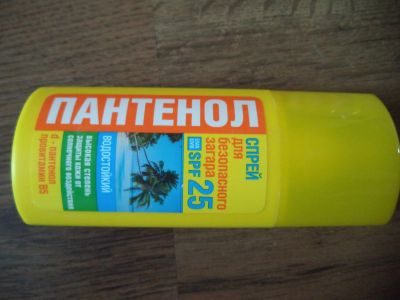 ПАНТЕНОЛ
СПРЕЙ
для
безопасного
загара
SPF 25
водостойкий
высокая степень
защиты кожи от
солнечного воздействия
d - пантенол
провитамин B5